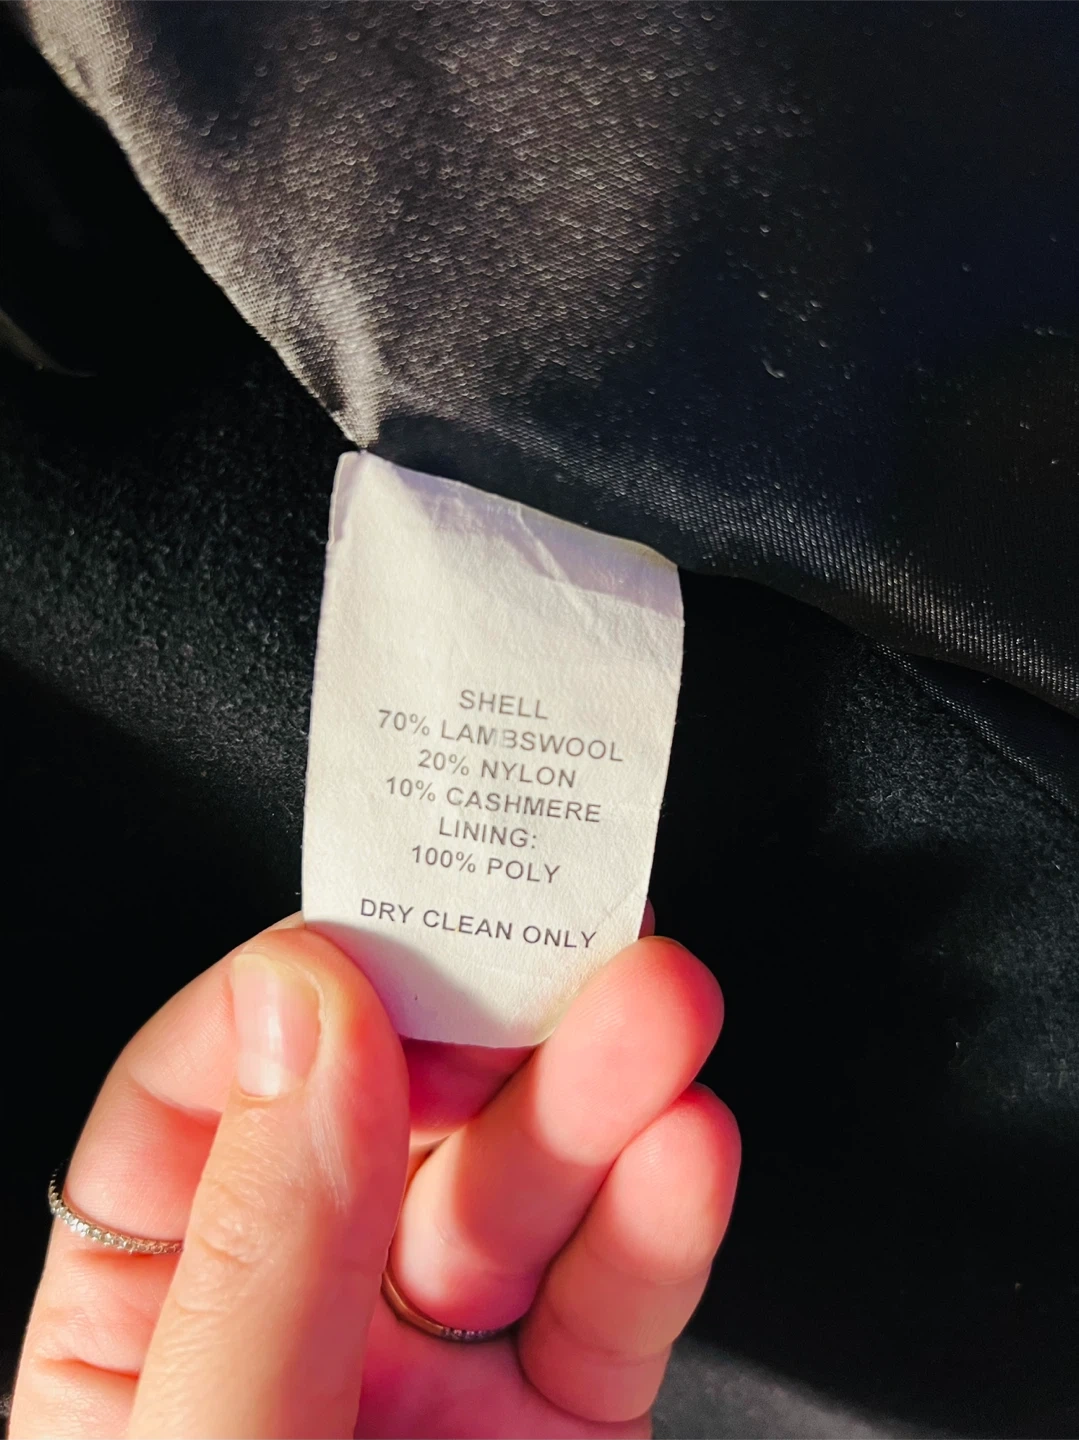 SHELL
70% LAMBSWOOL
20% NYLON
10% CASHMERE
LINING:
100% POLY
DRY CLEAN ONLY